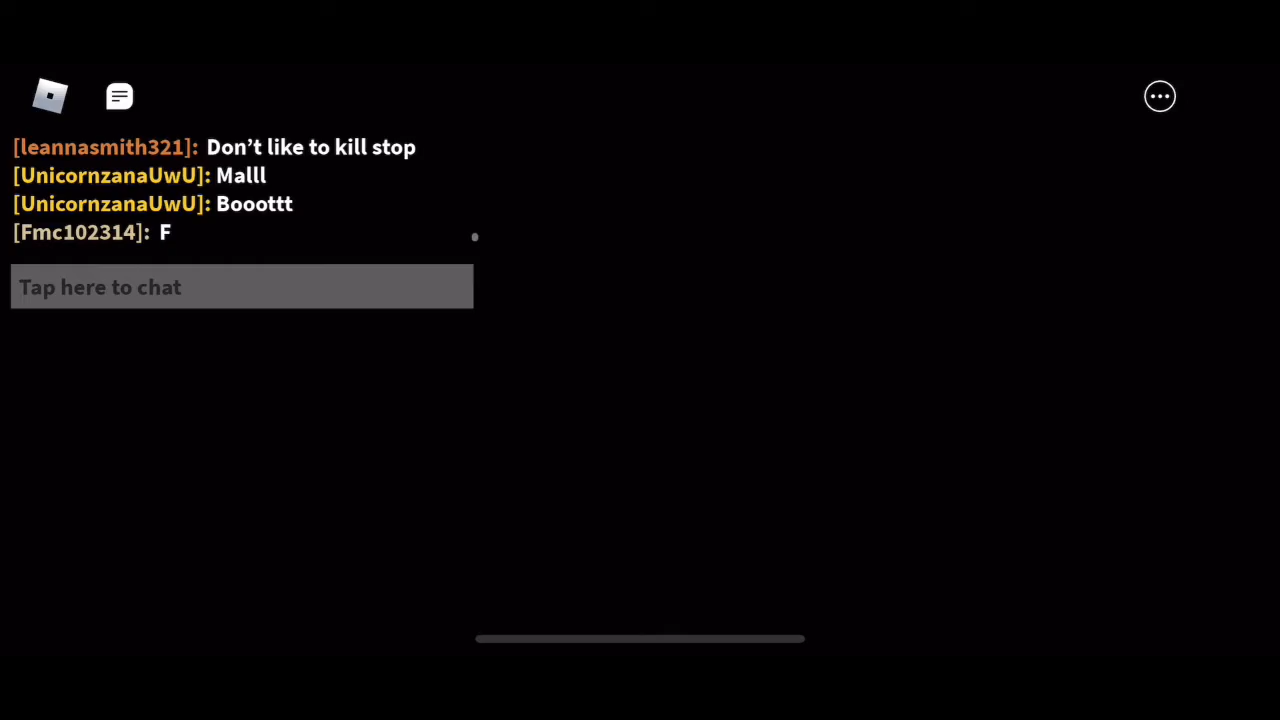 [leannasmith321]: Don’t like to kill stop
[UnicornzanaUwU]: Malll
[UnicornzanaUwU]: Booottt
[Fmc102314]: F
Tap here to chat